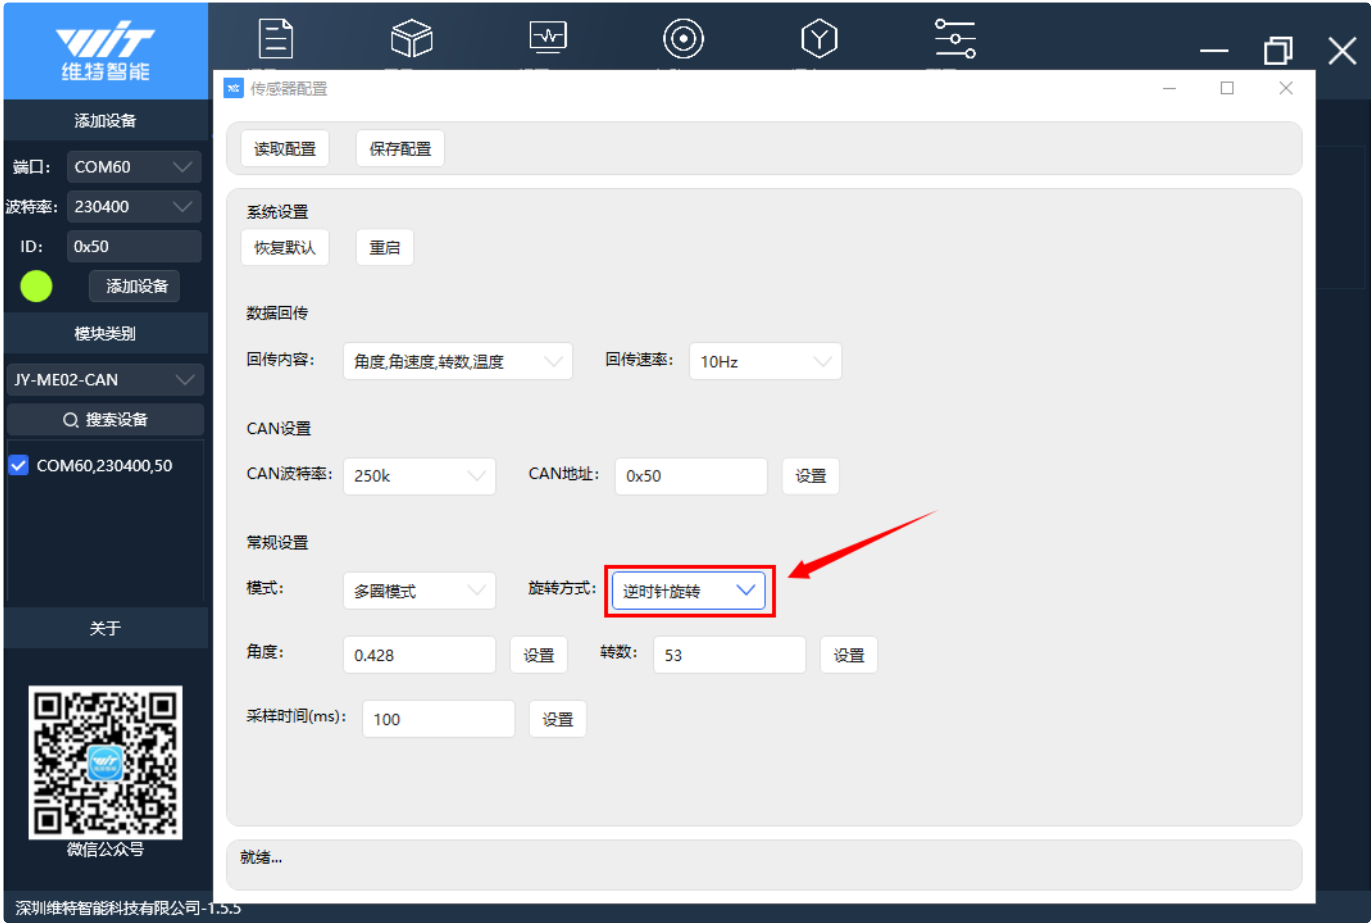 WIT
维特智能
传感器配置
添加设备
端口: COM60
波特率: 230400
ID: 0x50
添加设备
模块类别
JY-ME02-CAN
搜索设备
COM60,230400,50
关于
微信公众号
深圳维特智能科技有限公司-1.5.5
读取配置 保存配置
系统设置
恢复默认 重启
数据回传
回传内容: 角度,角速度,转数,温度 回传速率: 10Hz
CAN设置
CAN波特率: 250k CAN地址: 0x50 设置
常规设置
模式: 多圈模式 旋转方式: 逆时针旋转
角度: 0.428 设置 转数: 53 设置
采样时间(ms): 100 设置
就绪...